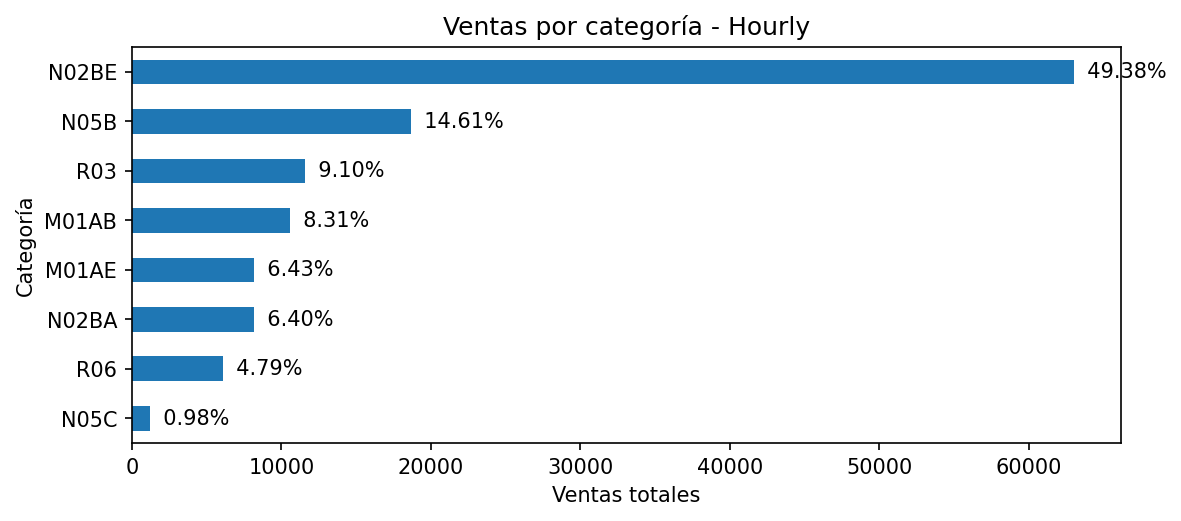 Ventas por categoría - Hourly
N02BE 49.38%
N05B 14.61%
R03 9.10%
M01AB 8.31%
M01AE 6.43%
N02BA 6.40%
R06 4.79%
N05C 0.98%
Categoría
0 10000 20000 30000 40000 50000 60000
Ventas totales